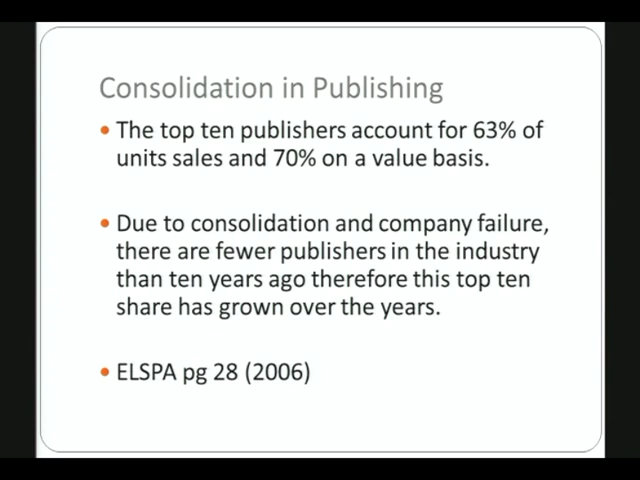 Consolidation in Publishing
• The top ten publishers account for 63% of
units sales and 70% on a value basis.
• Due to consolidation and company failure,
there are fewer publishers in the industry
than ten years ago therefore this top ten
share has grown over the years.
• ELSPA pg 28 (2006)